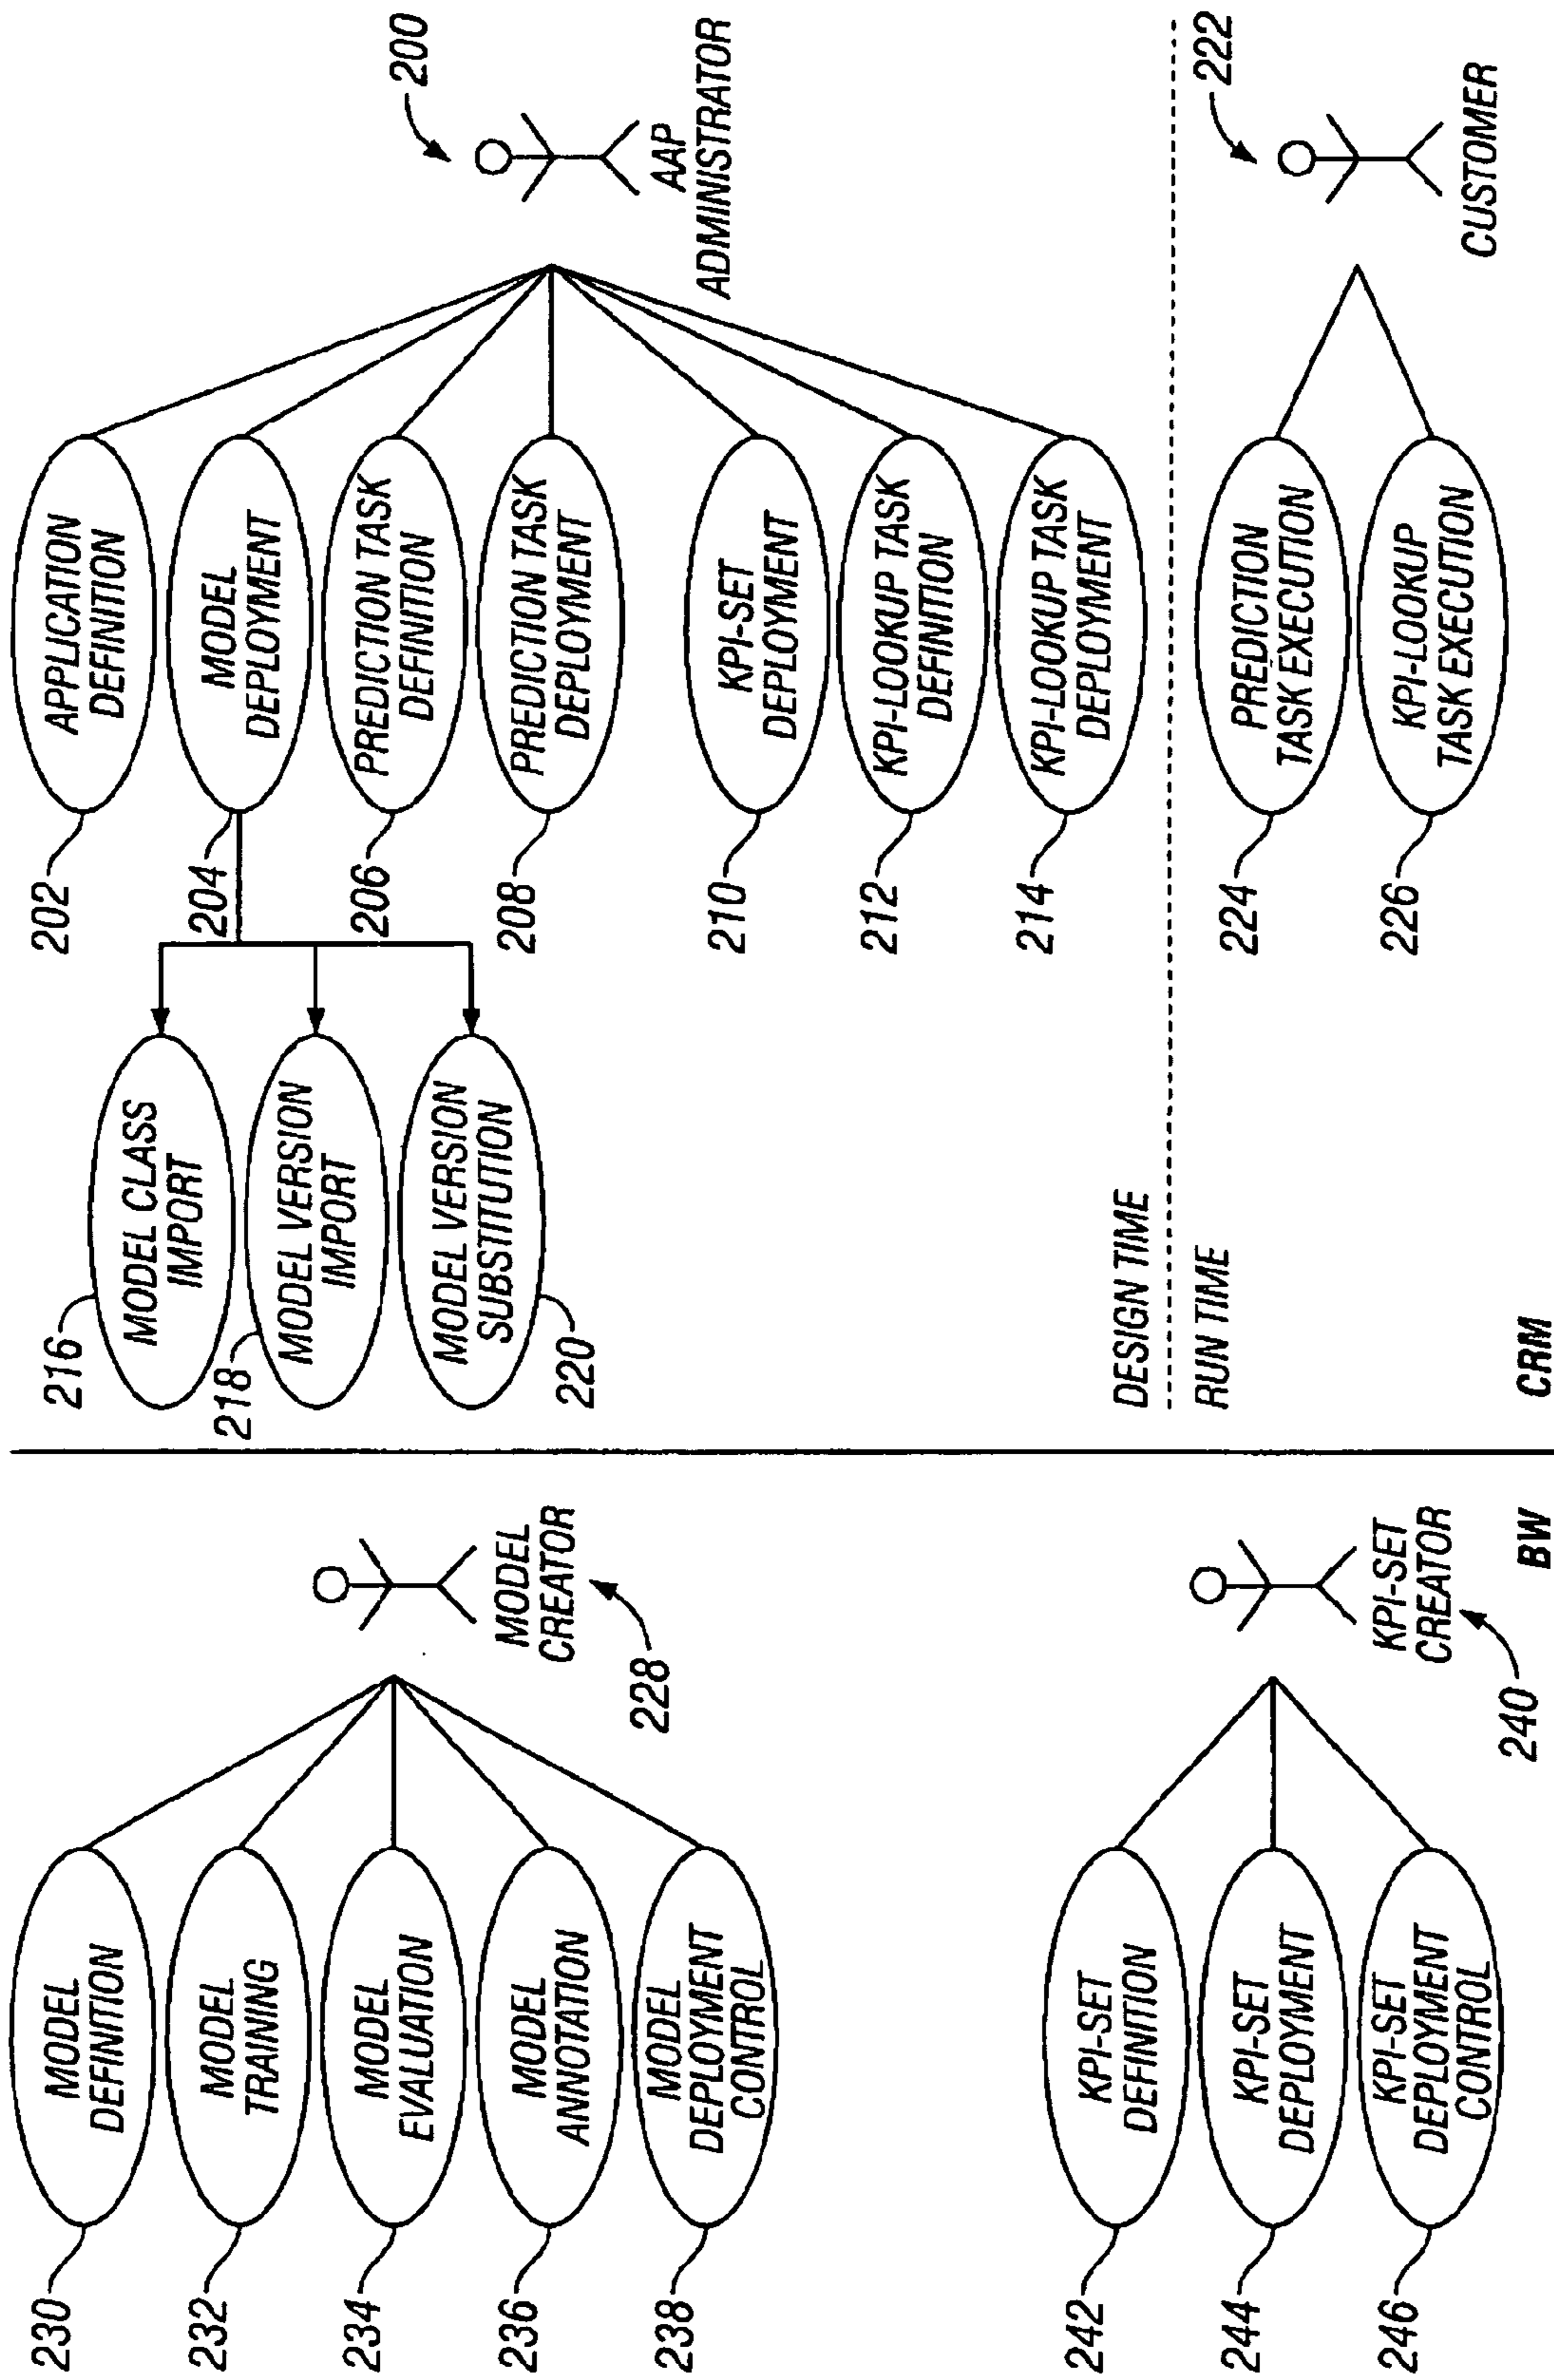 230
MODEL
DEFINITION
232
MODEL
TRAINING
234
MODEL
EVALUATION
236
MODEL
ANNOTATION
238
MODEL
DEPLOYMENT
CONTROL
MODEL
CREATOR
228
242
KPI-SET
DEFINITION
244
KPI-SET
DEPLOYMENT
246
KPI-SET
DEPLOYMENT
CONTROL
KPI-SET
CREATOR
240
BW
216
MODEL CLASS
IMPORT
218
MODEL VERSION
IMPORT
MODEL VERSION
SUBSTITUTION
220
202
APPLICATION
DEFINITION
204
MODEL
DEPLOYMENT
206
PREDICTION TASK
DEFINITION
208
PREDICTION TASK
DEPLOYMENT
210
KPI-SET
DEPLOYMENT
212
KPI-LOOKUP TASK
DEFINITION
214
KPI-LOOKUP TASK
DEPLOYMENT
200
AAP
ADMINISTRATOR
DESIGN TIME
RUN TIME
224
PREDICTION
TASK EXECUTION
226
KPI-LOOKUP
TASK EXECUTION
222
CUSTOMER
CRM